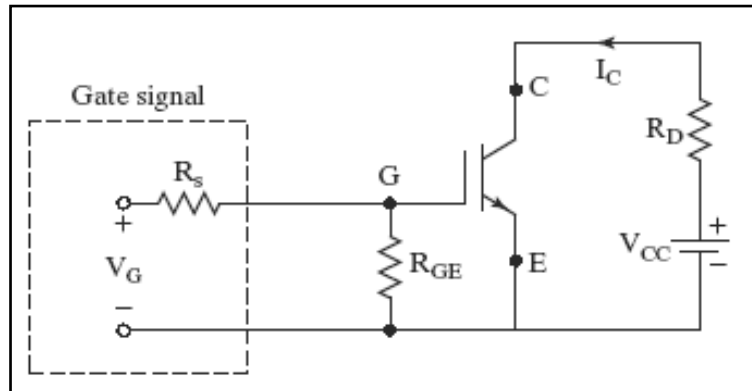 Gate signal
R_s
+
V_G
−
G
R_GE
C
E
I_C
R_D
V_CC
+
−